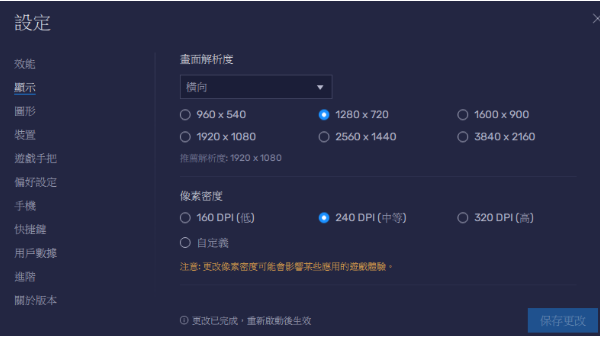 設定
效能
顯示
圖形
裝置
遊戲手把
偏好設定
手機
快捷鍵
用戶數據
進階
關於版本
畫面解析度
橫向
960 x 540
1280 x 720
1600 x 900
1920 x 1080
2560 x 1440
3840 x 2160
推薦解析度: 1920 x 1080
像素密度
160 DPI (低)
240 DPI (中等)
320 DPI (高)
自定義
注意: 更改像素密度可能會影響某些應用的遊戲體驗。
更改已完成，重新啟動後生效
保存更改